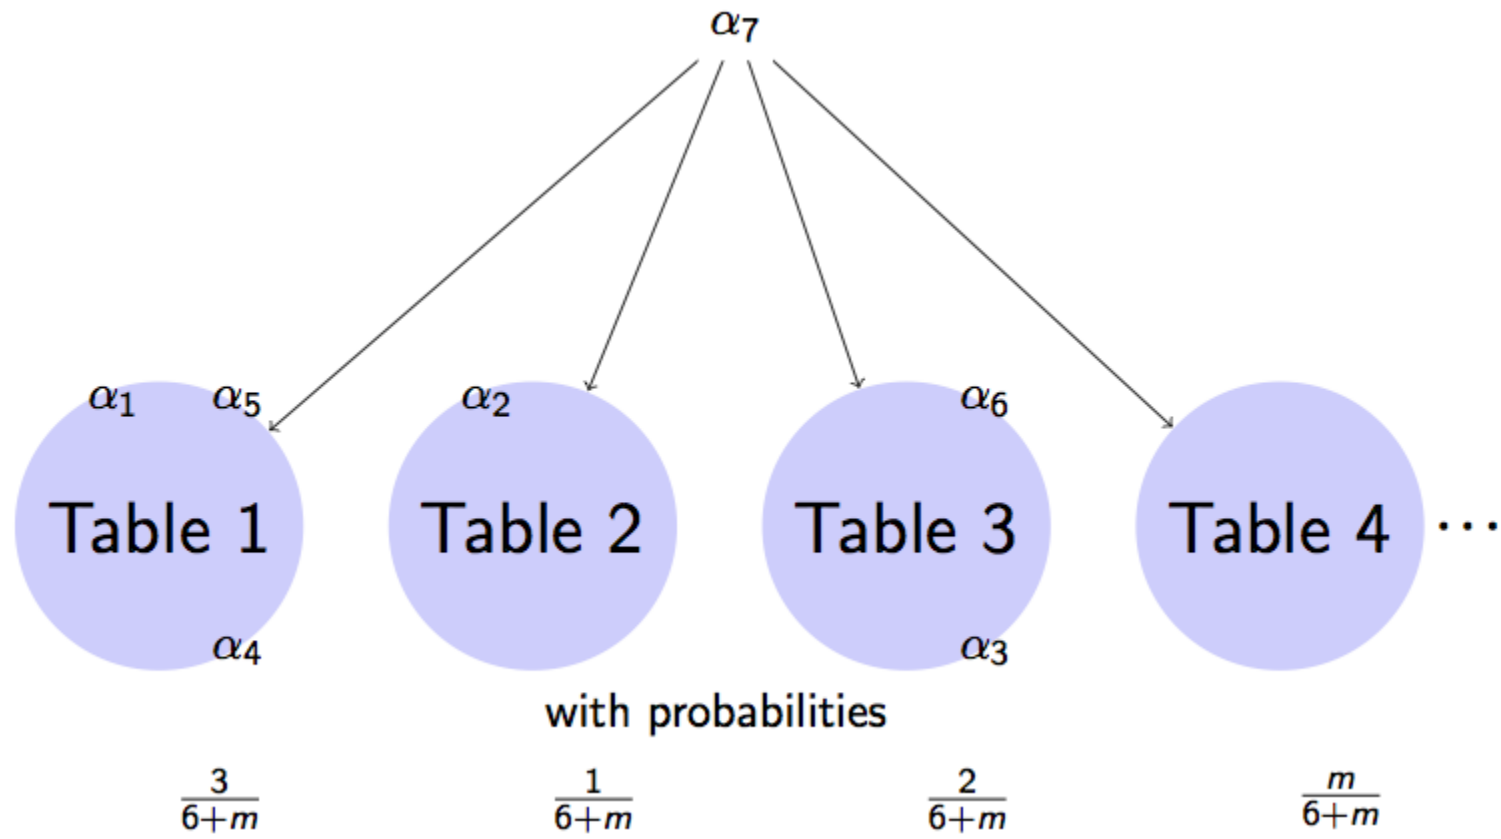 α₇
α₁ α₅ α₂ α₆
Table 1 Table 2 Table 3 Table 4 ...
α₄ α₃
with probabilities
3/(6+m) 1/(6+m) 2/(6+m) m/(6+m)